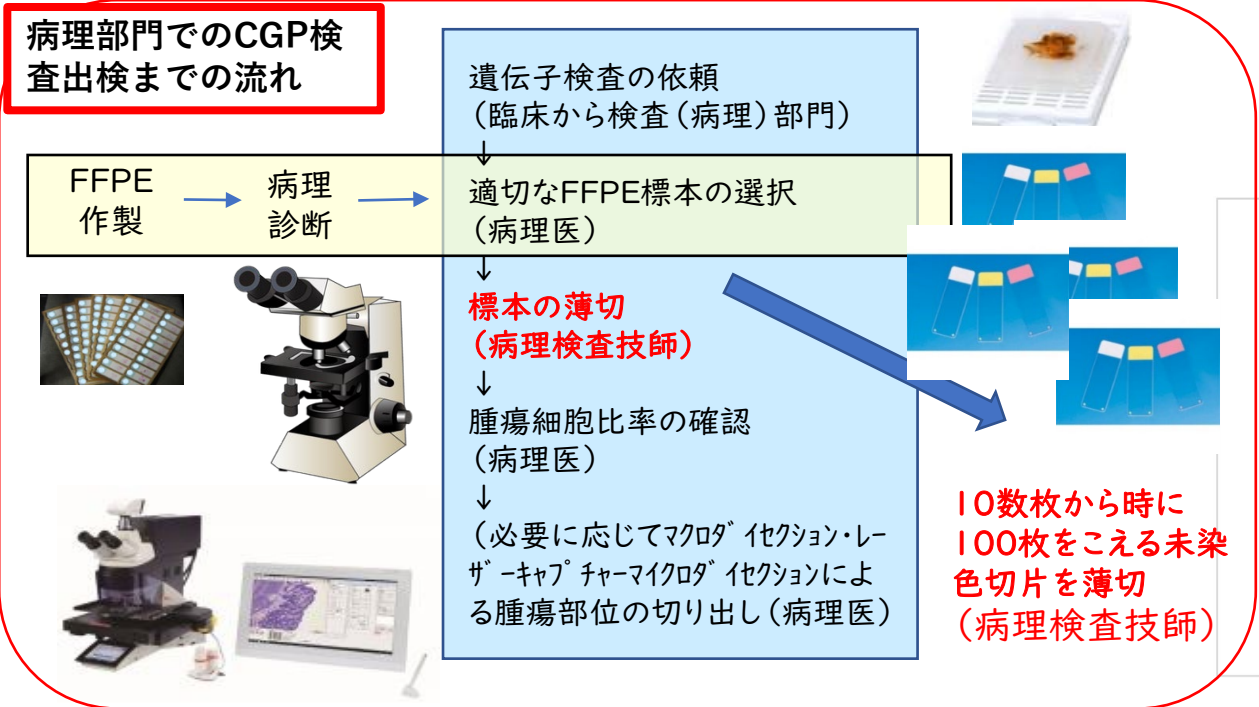 病理部門でのCGP検
査出検までの流れ
遺伝子検査の依頼
(臨床から検査(病理)部門)
↓
FFPE
作製
→
病理
診断
→
適切なFFPE標本の選択
(病理医)
↓
標本の薄切
(病理検査技師)
↓
腫瘍細胞比率の確認
(病理医)
↓
(必要に応じてﾏｸﾛﾀﾞｲｾｸｼｮﾝ・ﾚｰ
ｻﾞｰｷｬﾌﾟﾁｬｰﾏｲｸﾛﾀﾞｲｾｸｼｮﾝによ
る腫瘍部位の切り出し(病理医)
10数枚から時に
100枚をこえる未染
色切片を薄切
(病理検査技師)